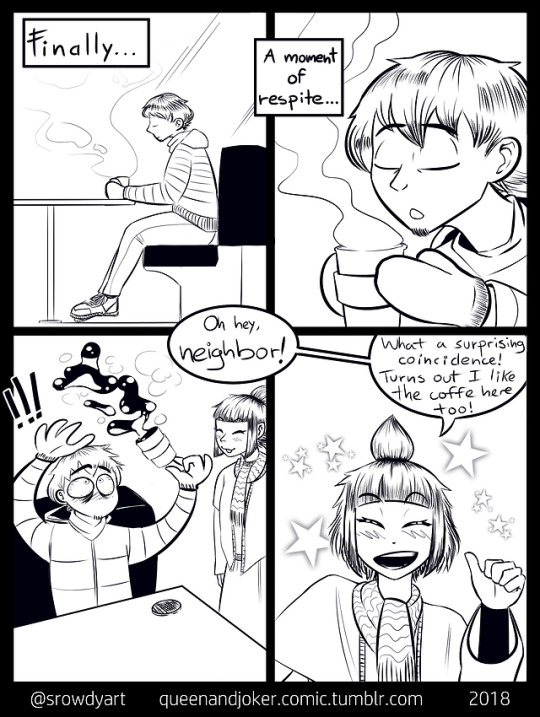 Finally...
A moment
of
respite...
!!!
Oh hey,
neighbor!
What a surprising
coincidence!
Turns out I like
the coffe here
too!
@srowdyart queenandjoker.comic.tumblr.com 2018